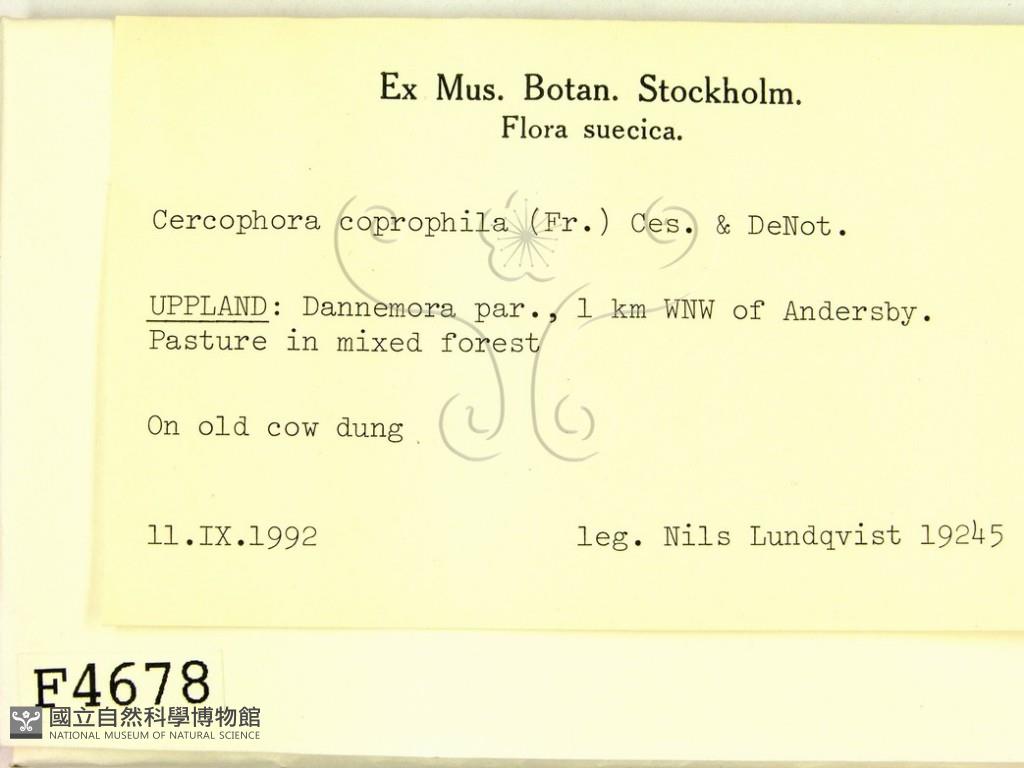 Ex Mus. Botan. Stockholm.
Flora suecica.
Cercophora coprophila (Fr.) Ces. & DeNot.
UPPLAND: Dannemora par., 1 km WNW of Andersby.
Pasture in mixed forest
On old cow dung
11.IX.1992 leg. Nils Lundqvist 19245
F4678
國立自然科學博物館
NATIONAL MUSEUM OF NATURAL SCIENCE